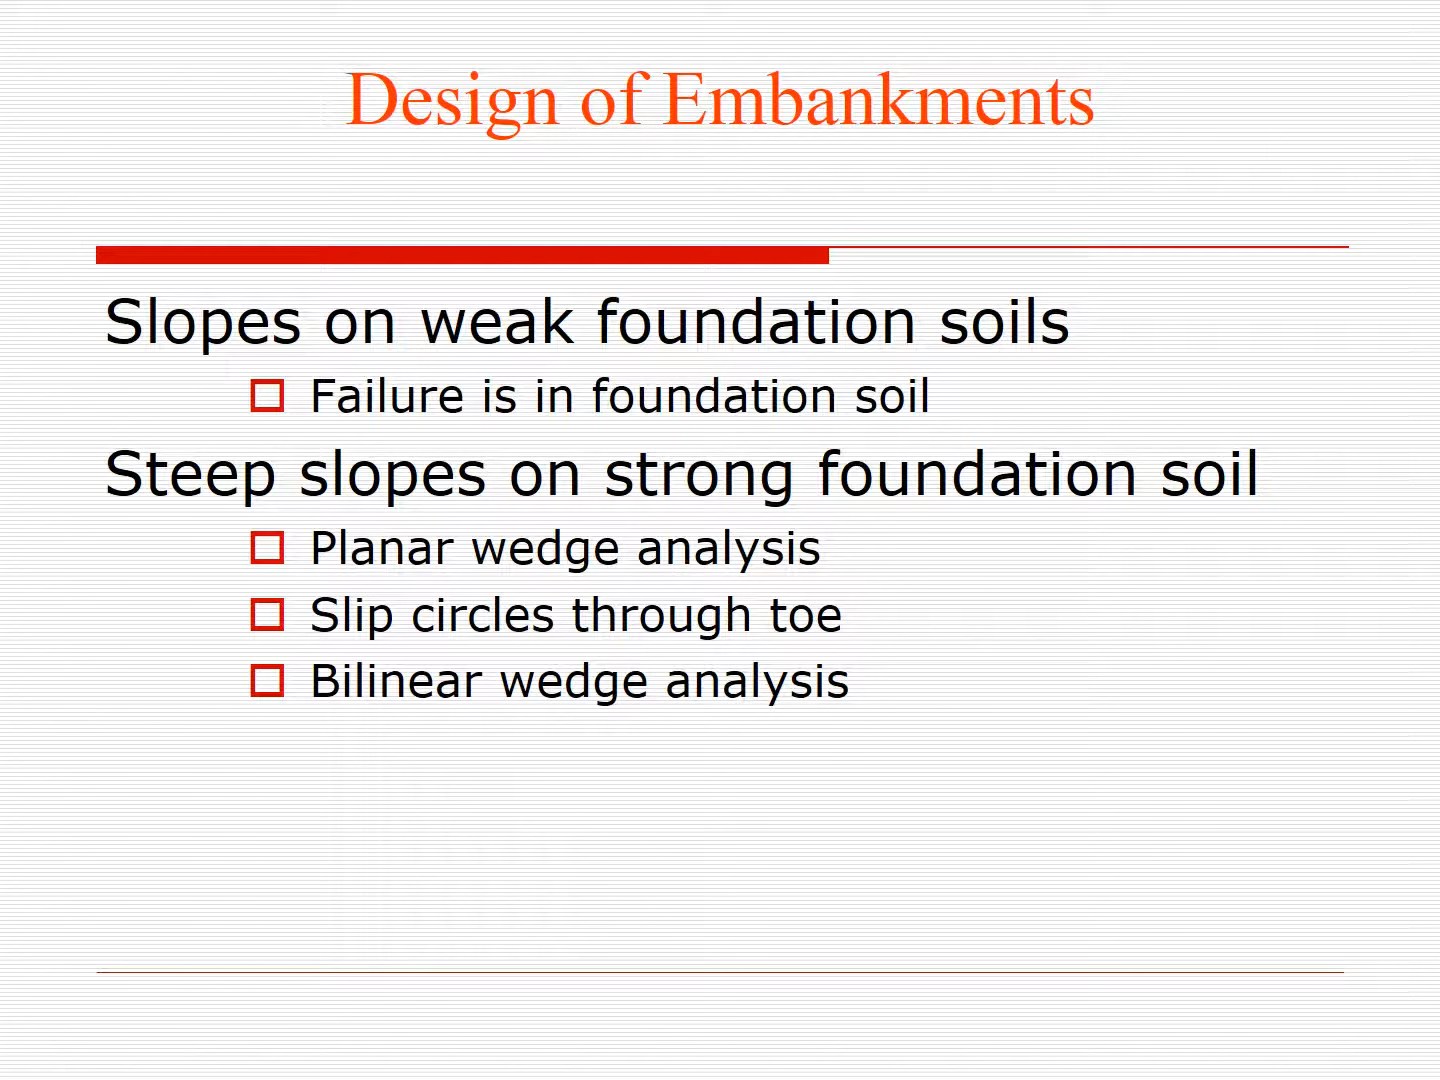 Design of Embankments
Slopes on weak foundation soils
Failure is in foundation soil
Steep slopes on strong foundation soil
Planar wedge analysis
Slip circles through toe
Bilinear wedge analysis